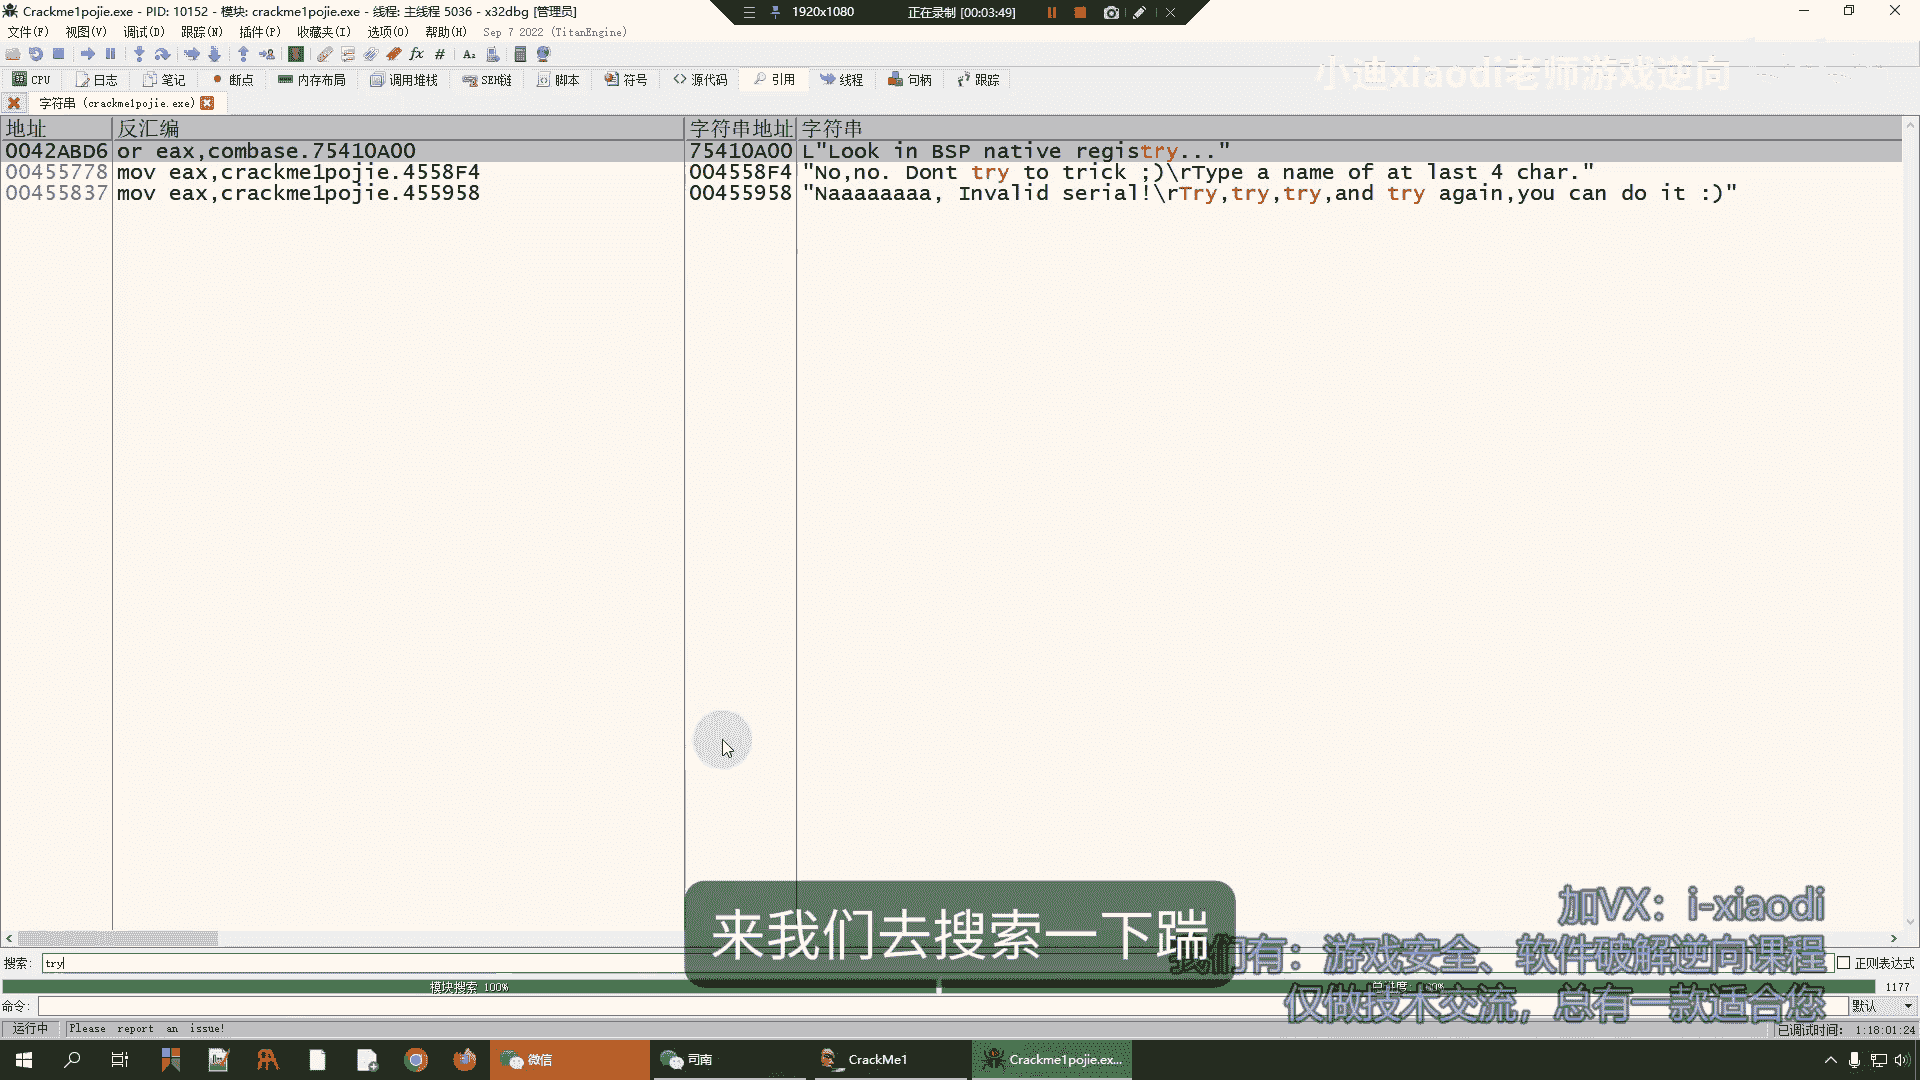 Crackme1pojie.exe - PID: 10152 - 模块: crackme1pojie.exe - 线程: 主线程 5036 - x32dbg [管理员]
1920x1080 正在录制 [00:03:49]
文件(F) 视图(V) 调试(D) 跟踪(N) 插件(P) 收藏夹(I) 选项(O) 帮助(H) Sep 7 2022 (TitanEngine)
CPU 日志 笔记 断点 内存布局 调用堆栈 SEH链 脚本 符号 源代码 引用 线程 句柄 跟踪
小迪xiaodi老师游戏逆向
字符串 (crackme1pojie.exe)
地址 反汇编 字符串地址 字符串
0042ABD6 or eax,combase.75410A00 75410A00 L"Look in BSP native registry..."
00455778 mov eax,crackme1pojie.4558F4 004558F4 "No,no. Dont try to trick ;)\rType a name of at last 4 char."
00455837 mov eax,crackme1pojie.455958 00455958 "Naaaaaaaa, Invalid serial!\rTry,try,try,and try again,you can do it :)"
来我们去搜索一下踹
加VX: i-xiaodi
我们有: 游戏安全、软件破解逆向课程
仅做技术交流，总有一款适合您
搜索: try 正则表达式
模块搜索 100% 1177
命令: 默认
运行中 Please report an issue! 已调试时间: 1:18:01:24
微信 司南 CrackMe1 Crackme1pojie.ex...